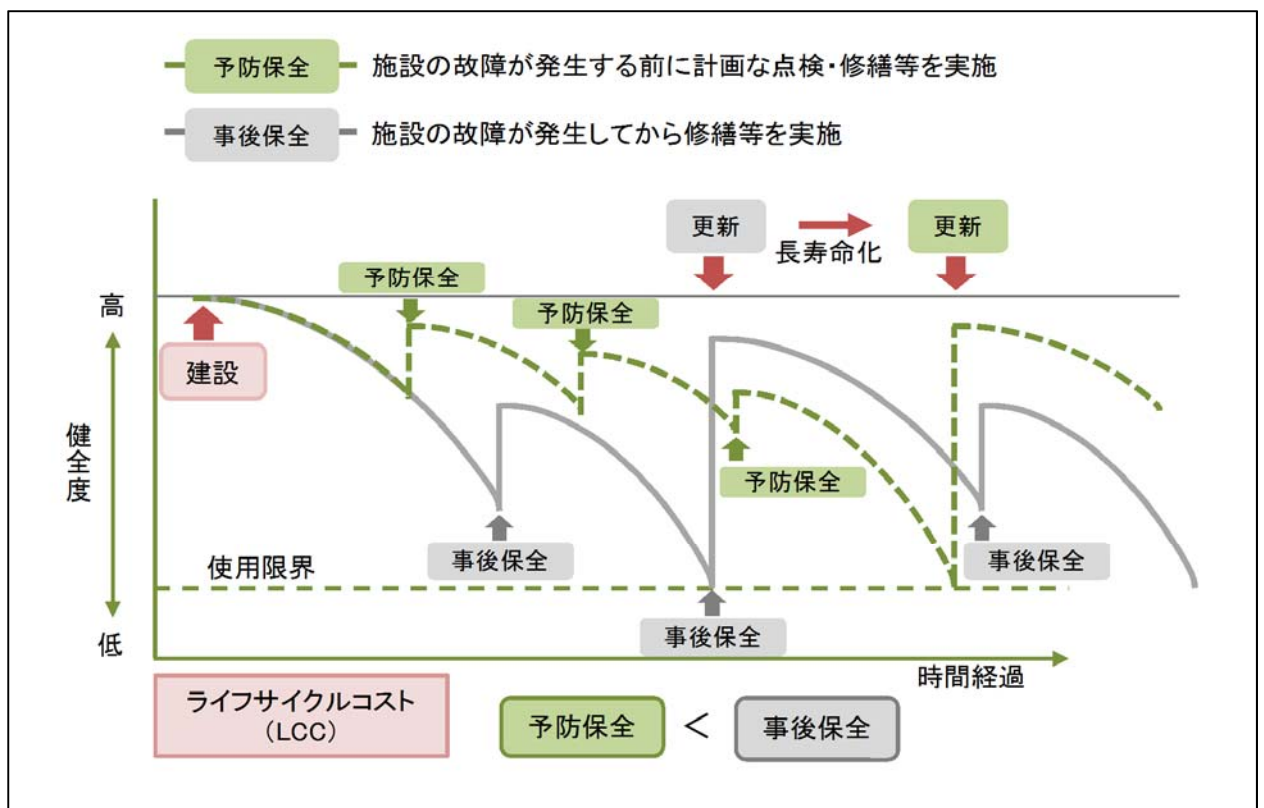 予防保全 施設の故障が発生する前に計画な点検・修繕等を実施
事後保全 施設の故障が発生してから修繕等を実施
更新
長寿命化
更新
予防保全
予防保全
高
建設
健全度
予防保全
使用限界
事後保全
事後保全
事後保全
低
時間経過
ライフサイクルコスト
(LCC)
予防保全 < 事後保全